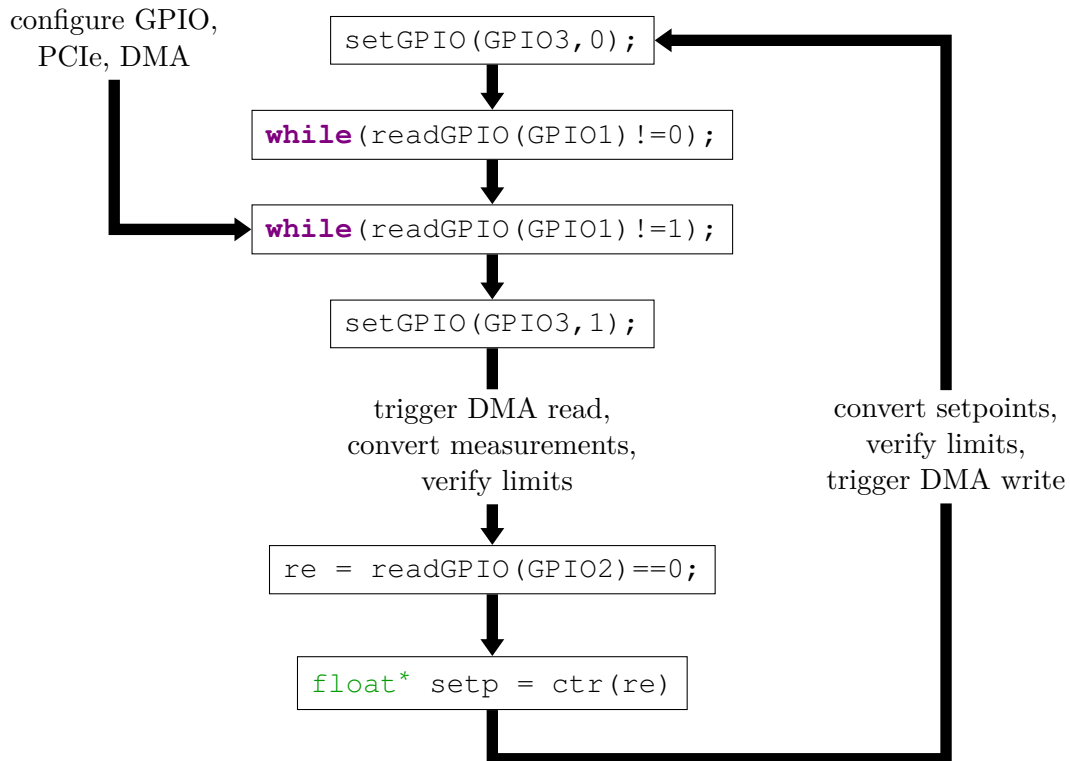 configure GPIO,
PCIe, DMA
setGPIO(GPIO3,0);
while(readGPIO(GPIO1)!=0);
while(readGPIO(GPIO1)!=1);
setGPIO(GPIO3,1);
trigger DMA read,
convert measurements,
verify limits
re = readGPIO(GPIO2)==0;
float* setp = ctr(re)
convert setpoints,
verify limits,
trigger DMA write